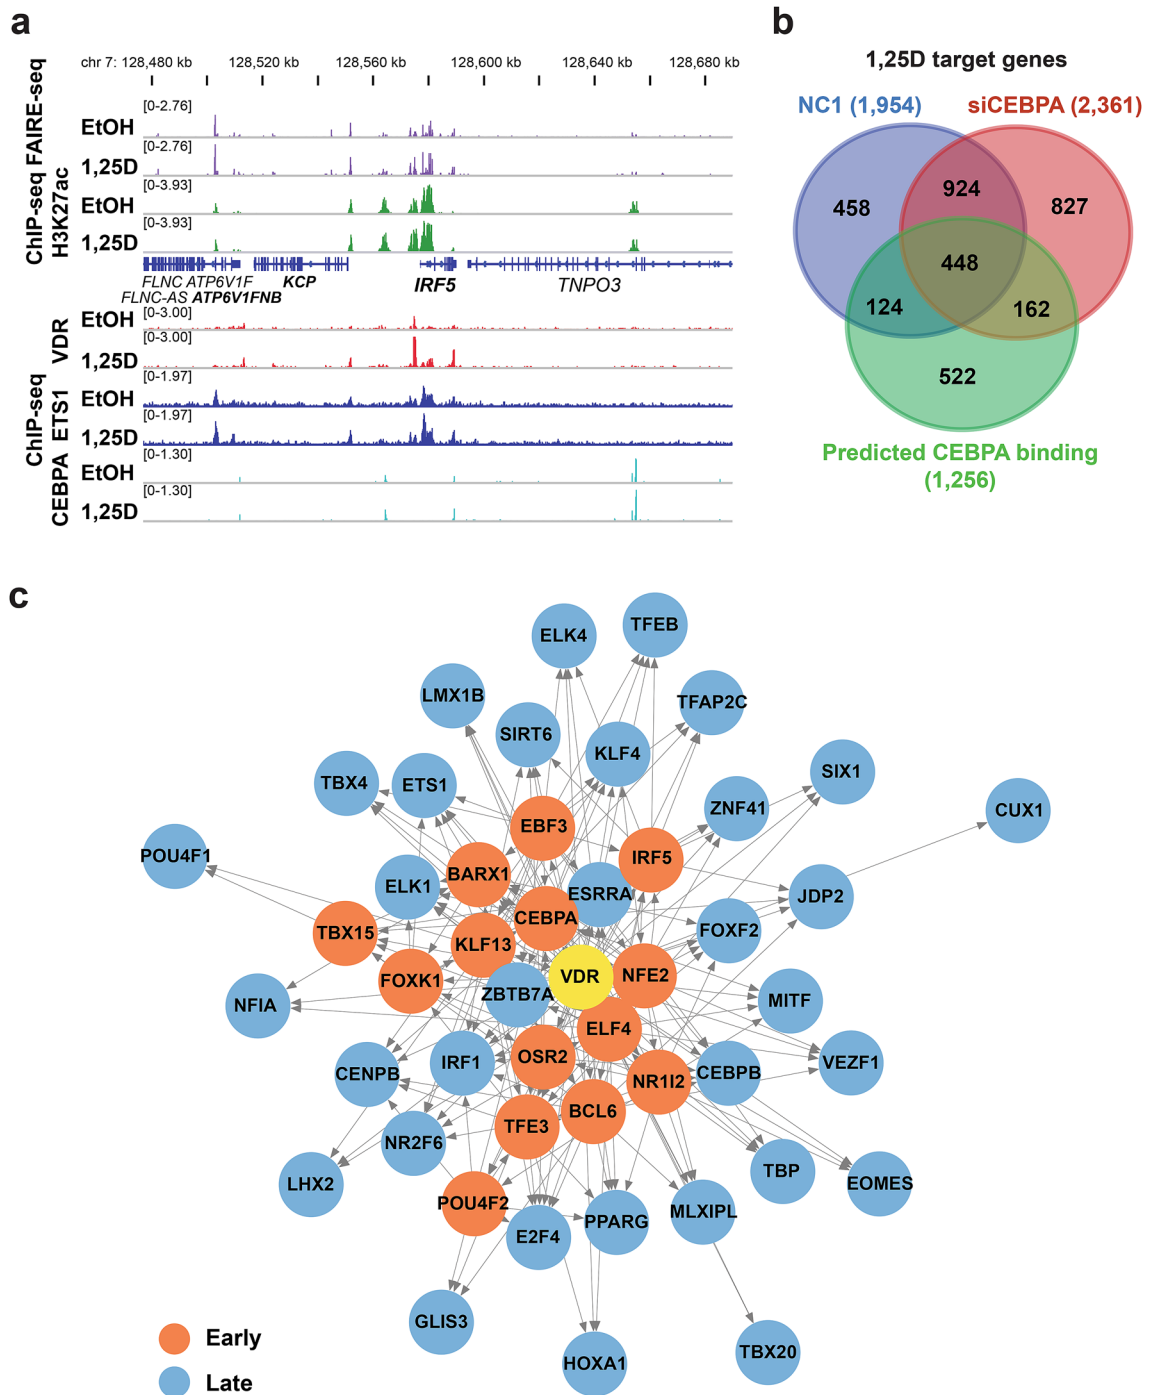 a
chr 7: 128,480 kb 128,520 kb 128,560 kb 128,600 kb 128,640 kb 128,680 kb
FAIRE-seq
[0-2.76]
EtOH
[0-2.76]
1,25D
ChIP-seq
H3K27ac
[0-3.93]
EtOH
[0-3.93]
1,25D
FLNC ATP6V1F KCP IRF5 TNPO3
FLNC-AS ATP6V1FNB
ChIP-seq
VDR
[0-3.00]
EtOH
[0-3.00]
1,25D
ETS1
[0-1.97]
EtOH
[0-1.97]
1,25D
CEBPA
[0-1.30]
EtOH
[0-1.30]
1,25D
b
1,25D target genes
NC1 (1,954) siCEBPA (2,361)
924
458 827
448
124 162
522
Predicted CEBPA binding
(1,256)
c
TFEB
ELK4
LMX1B
TFAP2C
SIRT6
KLF4
SIX1
TBX4
ETS1
ZNF41
CUX1
EBF3
POU4F1
IRF5
BARX1
ELK1
ESRRA
JDP2
CEBPA
TBX15
FOXF2
KLF13
VDR
NFE2
FOXK1
ZBTB7A
MITF
NFIA
ELF4
OSR2
IRF1
VEZF1
CENPB
CEBPB
NR1I2
BCL6
TFE3
NR2F6
TBP
LHX2
EOMES
POU4F2
MLXIPL
PPARG
E2F4
GLIS3
Early
TBX20
HOXA1
Late